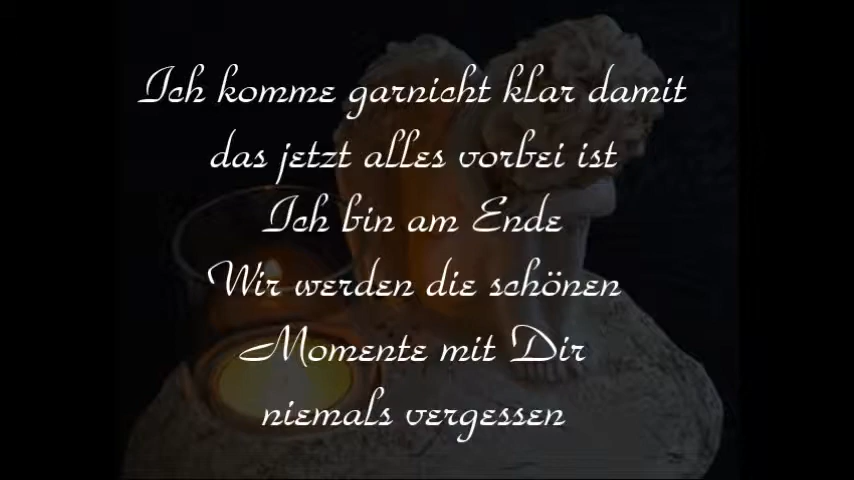 Ich komme garnicht klar damit
das jetzt alles vorbei ist
Ich bin am Ende
Wir werden die schönen
Momente mit Dir
niemals vergessen